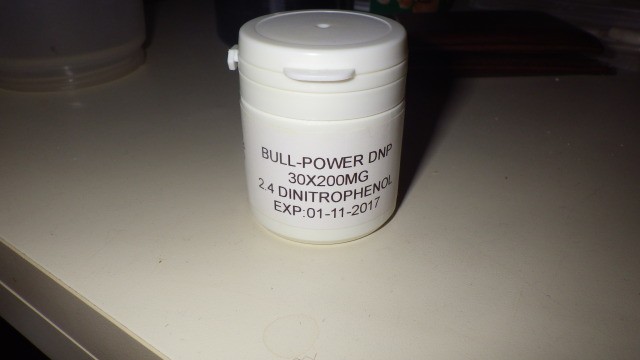 BULL-POWER DNP
30X200MG
2.4 DINITROPHENOL
EXP:01-11-2017